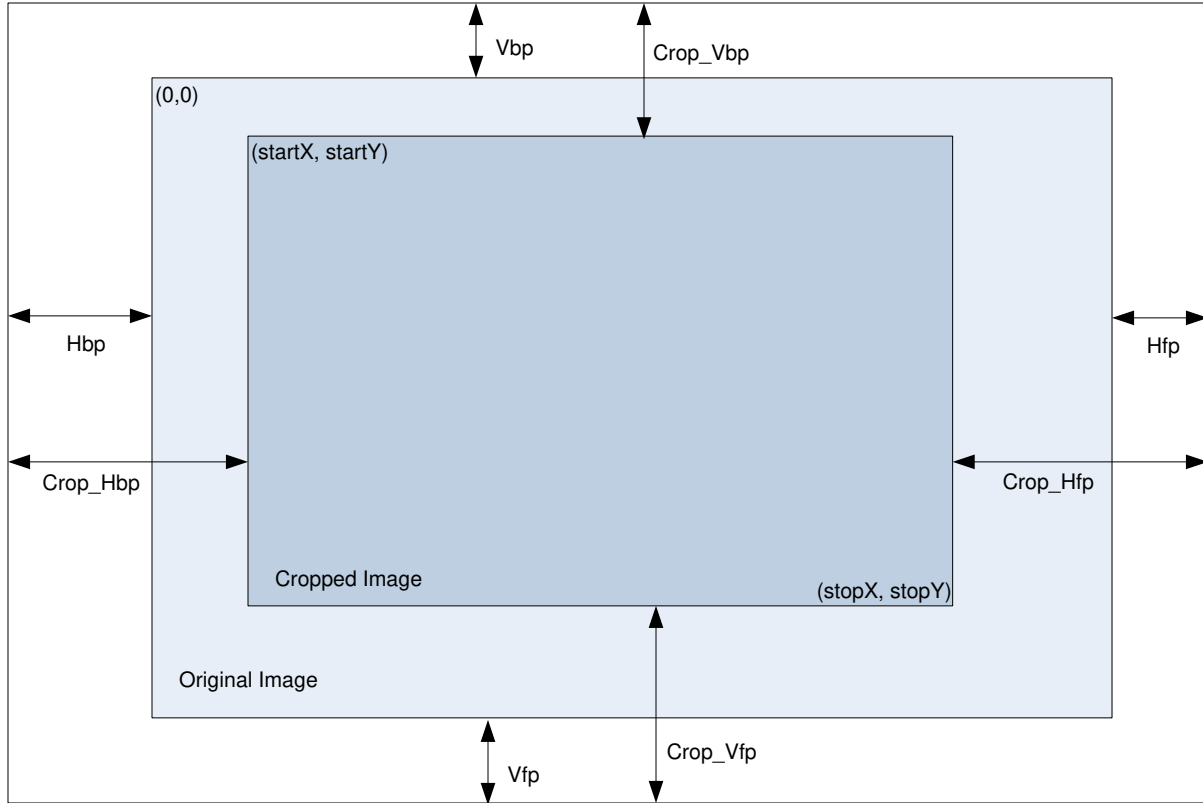 Vbp
Crop_Vbp
(0,0)
(startX, startY)
Hbp
Hfp
Crop_Hbp
Crop_Hfp
Cropped Image
(stopX, stopY)
Original Image
Crop_Vfp
Vfp